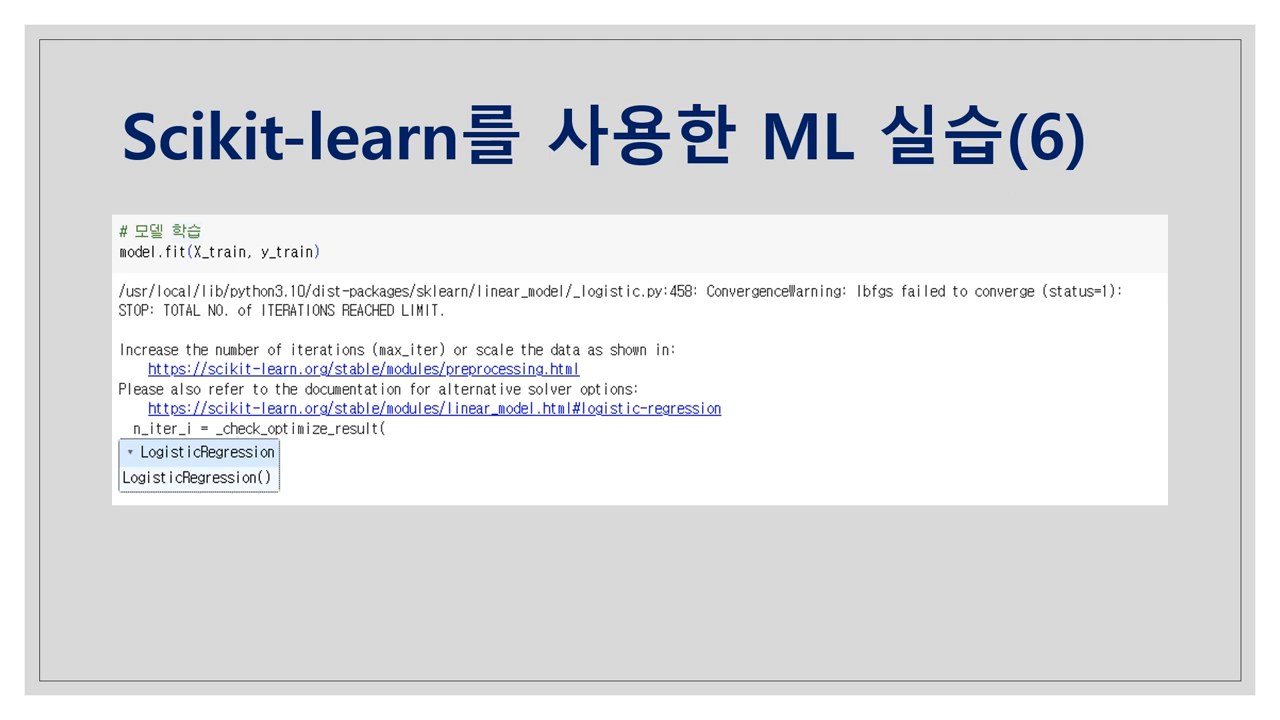 Scikit-learn를 사용한 ML 실습(6)
# 모델 학습
model.fit(X_train, y_train)
/usr/local/lib/python3.10/dist-packages/sklearn/linear_model/_logistic.py:458: ConvergenceWarning: lbfgs failed to converge (status=1):
STOP: TOTAL NO. of ITERATIONS REACHED LIMIT.
Increase the number of iterations (max_iter) or scale the data as shown in:
https://scikit-learn.org/stable/modules/preprocessing.html
Please also refer to the documentation for alternative solver options:
https://scikit-learn.org/stable/modules/linear_model.html#logistic-regression
n_iter_i = _check_optimize_result(
▾ LogisticRegression
LogisticRegression()